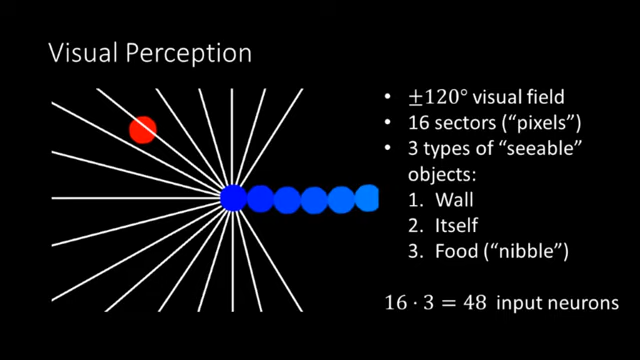 Visual Perception
• ±120° visual field
• 16 sectors (“pixels”)
• 3 types of “seeable”
objects:
1. Wall
2. Itself
3. Food (“nibble”)
16 · 3 = 48 input neurons